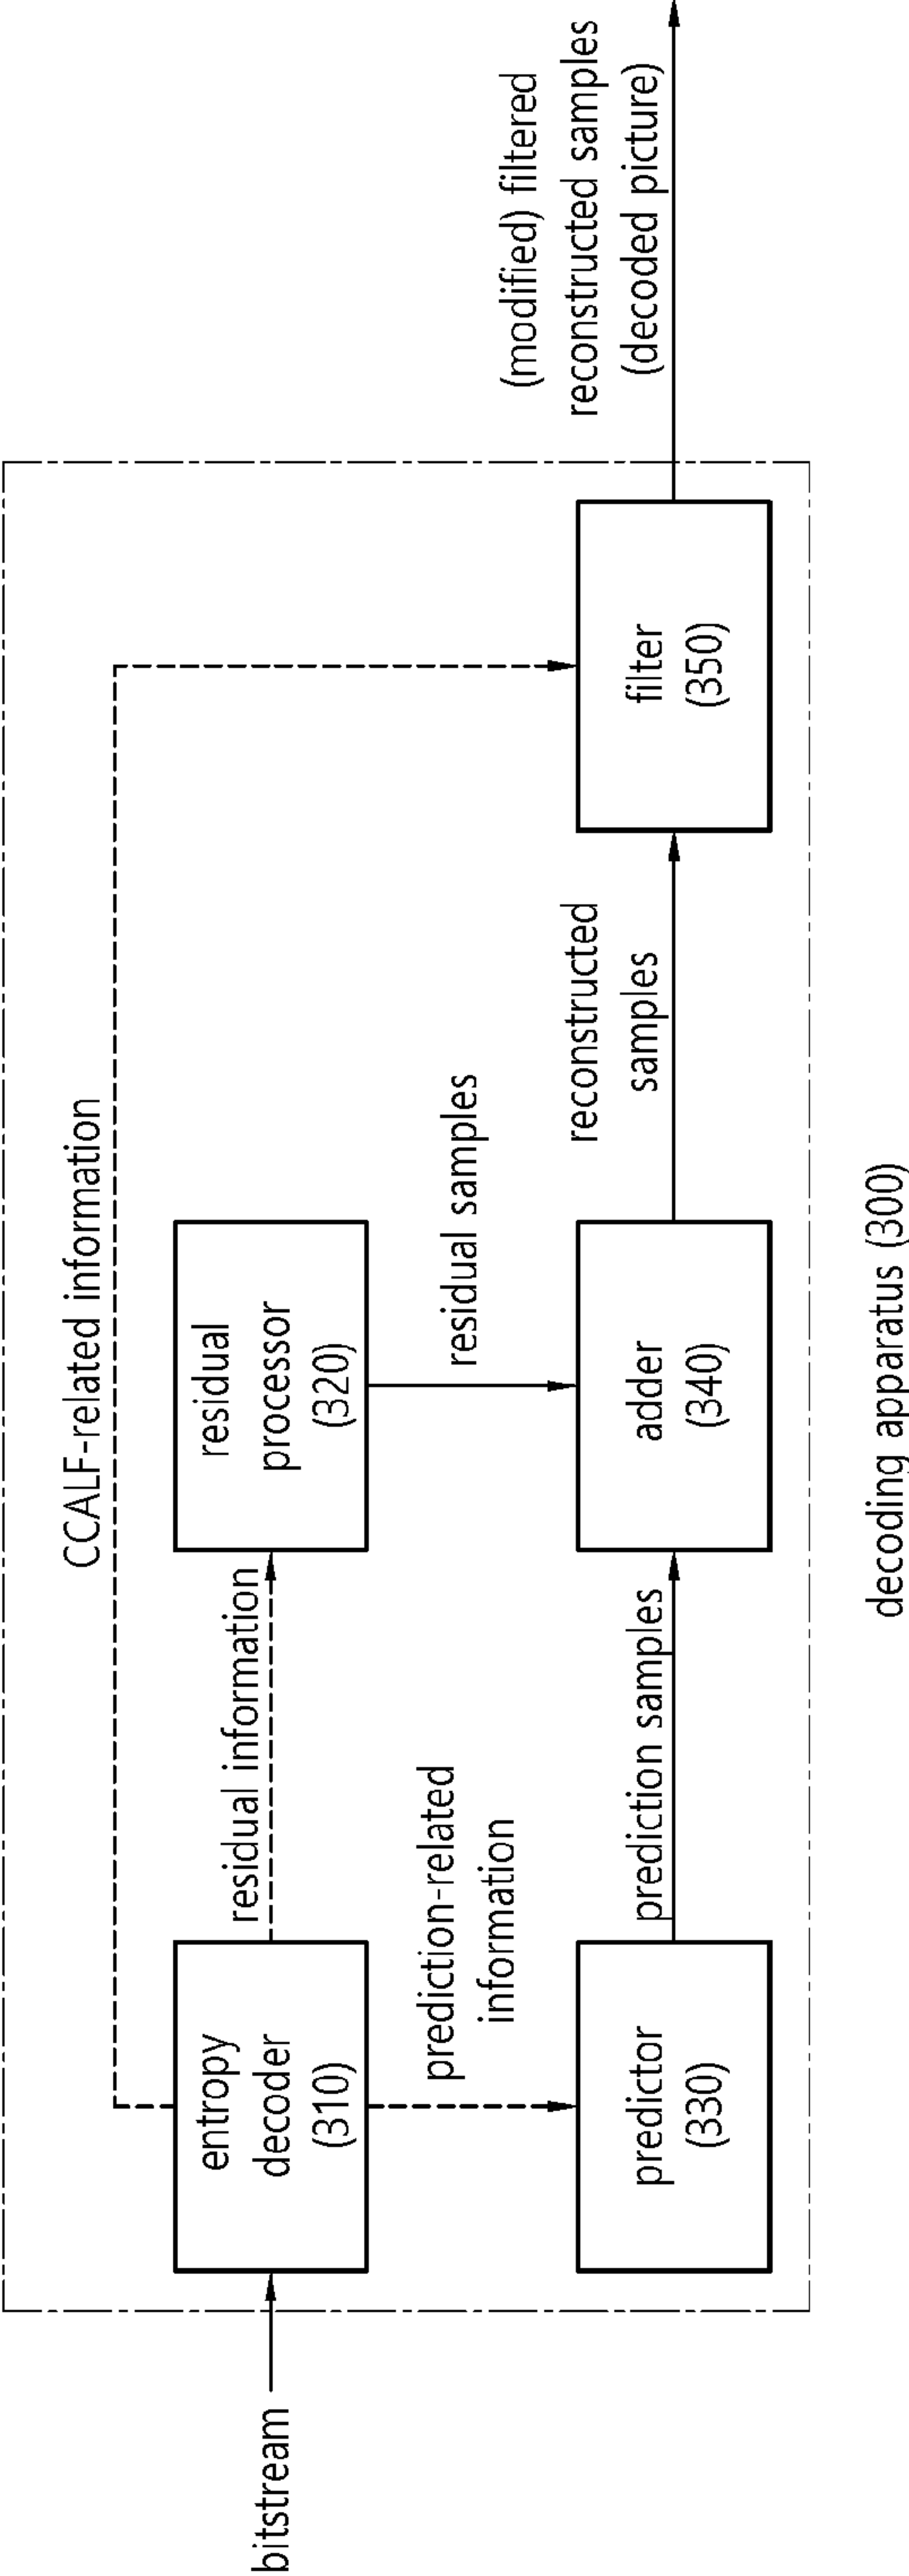 CCALF-related information
bitstream
entropy
decoder
(310)
residual information
residual
processor
(320)
prediction-related
information
residual samples
predictor
(330)
prediction samples
adder
(340)
reconstructed
samples
filter
(350)
(modified) filtered
reconstructed samples
(decoded picture)
decoding apparatus (300)